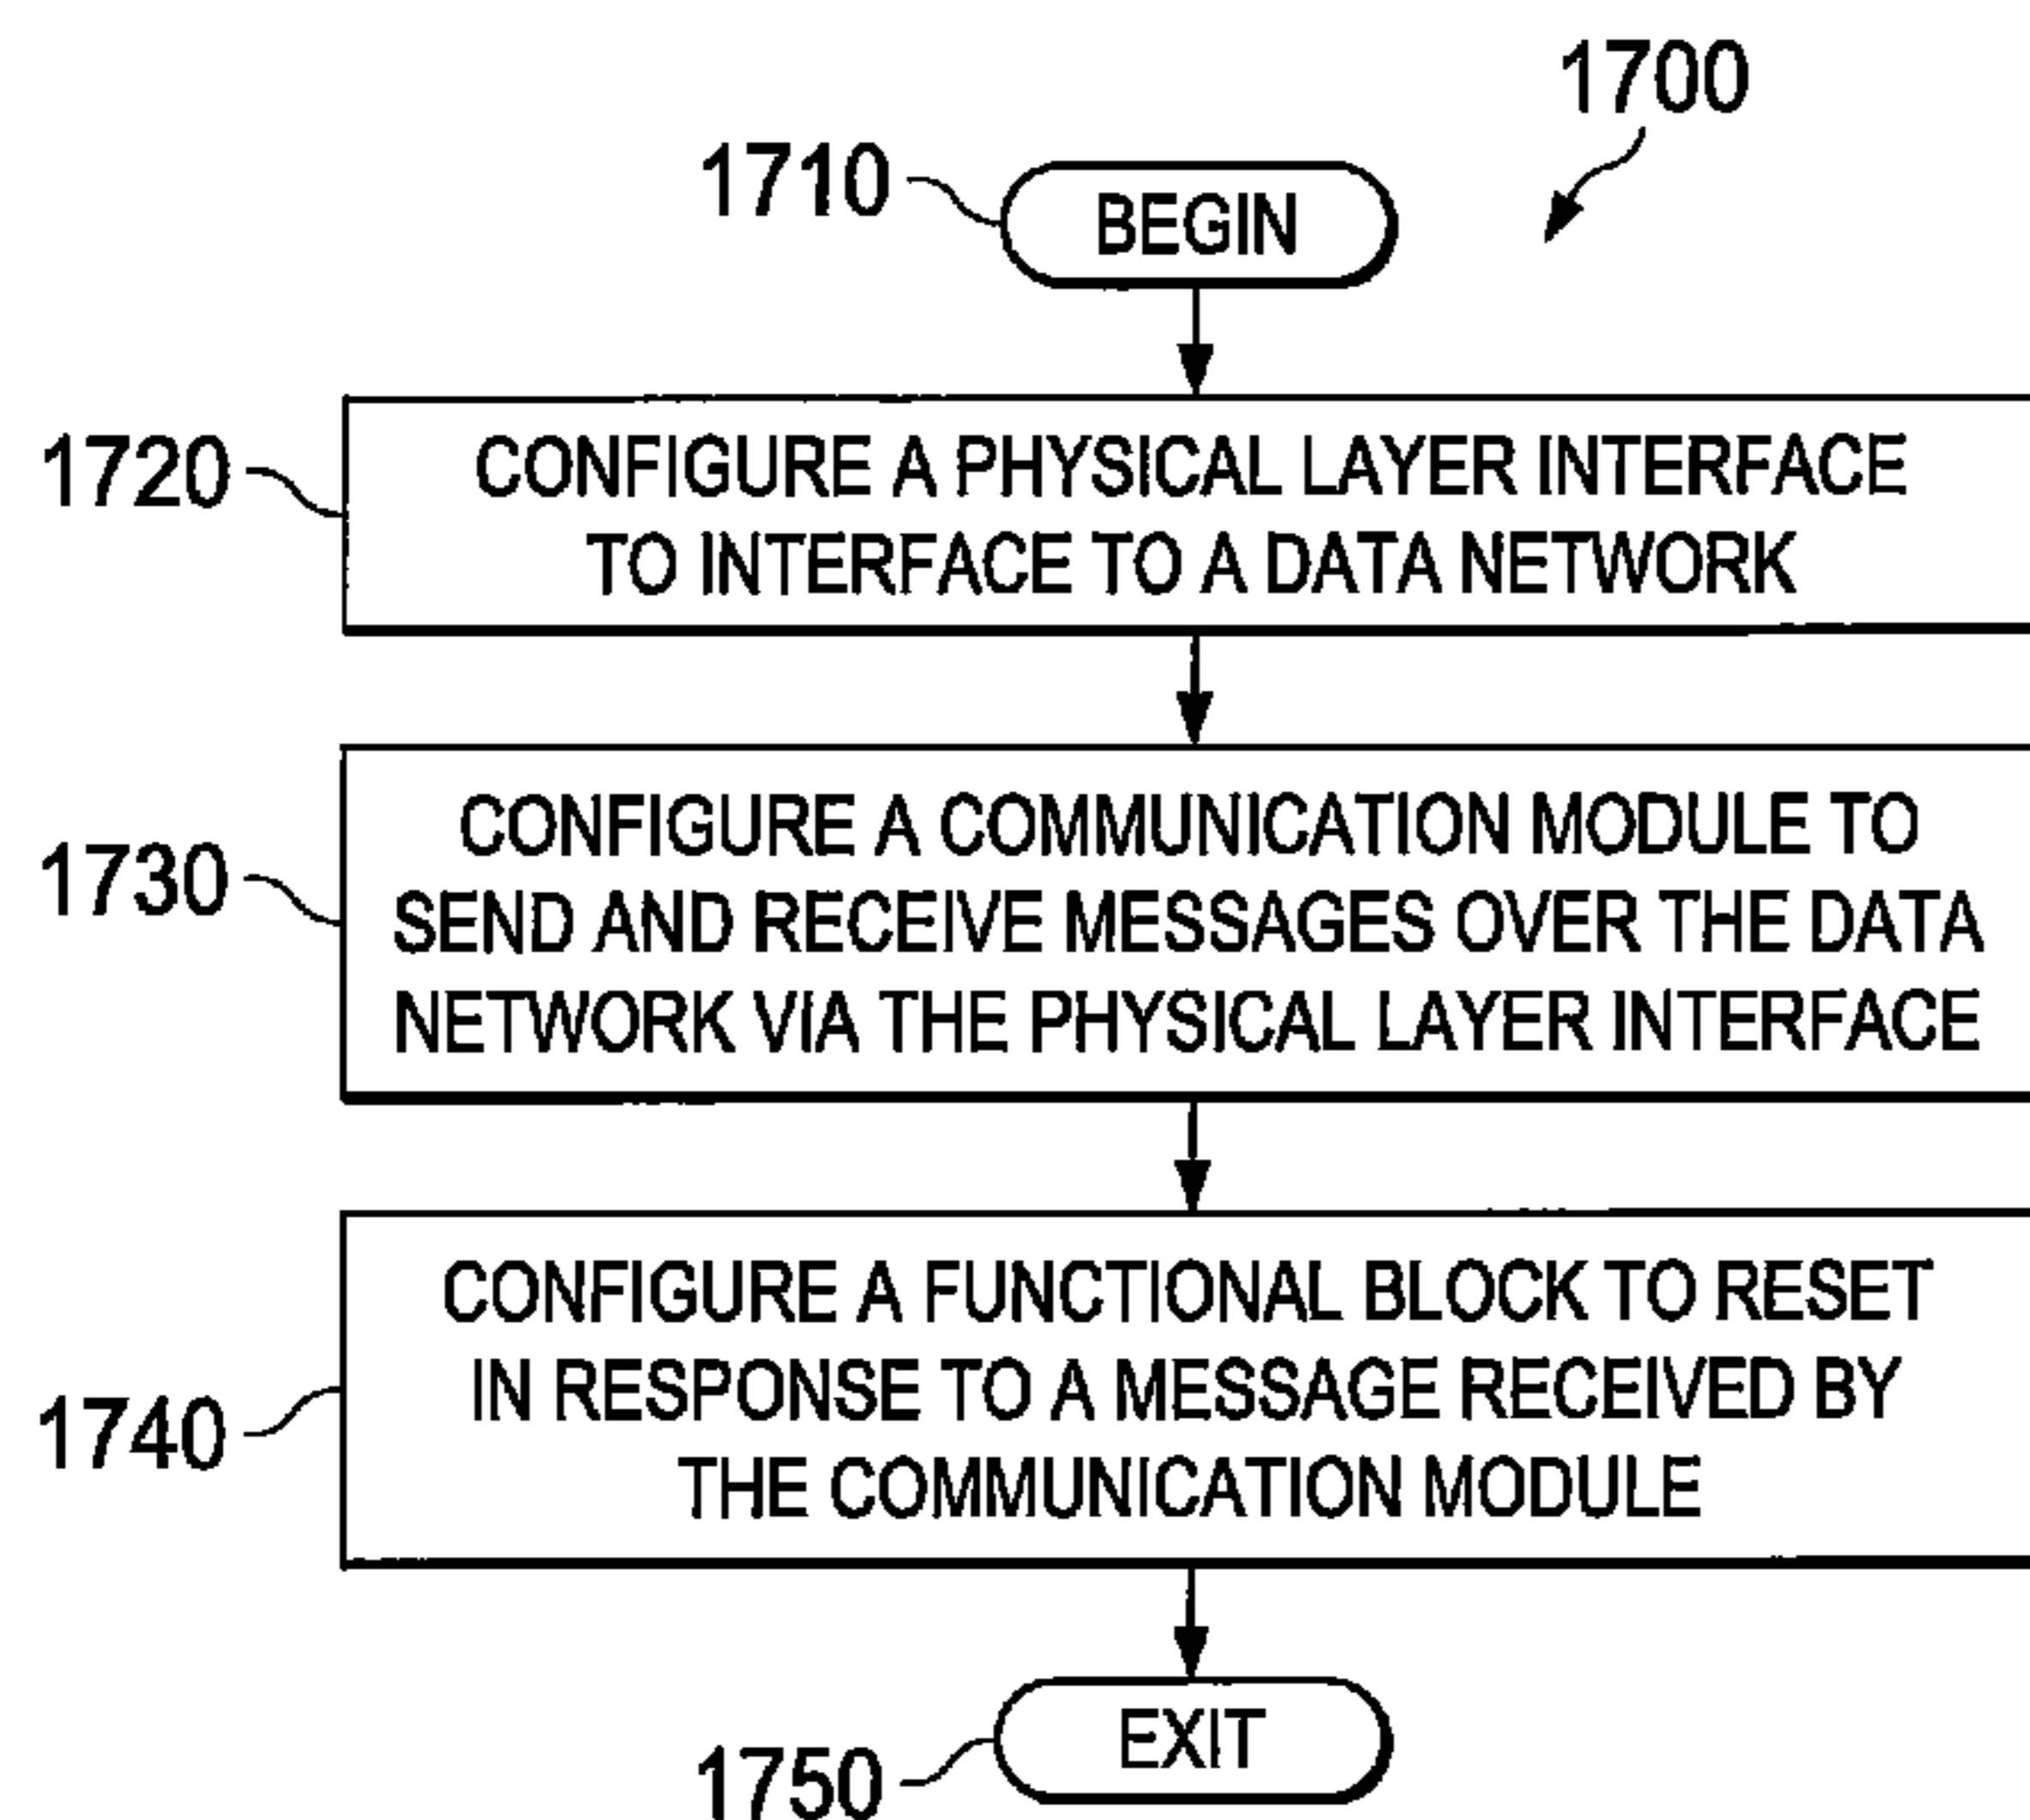 1700
1710
BEGIN
1720
CONFIGURE A PHYSICAL LAYER INTERFACE
TO INTERFACE TO A DATA NETWORK
1730
CONFIGURE A COMMUNICATION MODULE TO
SEND AND RECEIVE MESSAGES OVER THE DATA
NETWORK VIA THE PHYSICAL LAYER INTERFACE
1740
CONFIGURE A FUNCTIONAL BLOCK TO RESET
IN RESPONSE TO A MESSAGE RECEIVED BY
THE COMMUNICATION MODULE
1750
EXIT